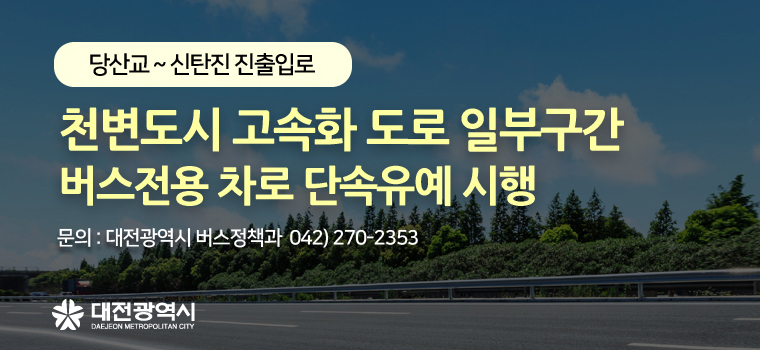 당산교 ~ 신탄진 진출입로
천변도시 고속화 도로 일부구간
버스전용 차로 단속유예 시행
문의 : 대전광역시 버스정책과 042) 270-2353
대전광역시
DAEJEON METROPOLITAN CITY